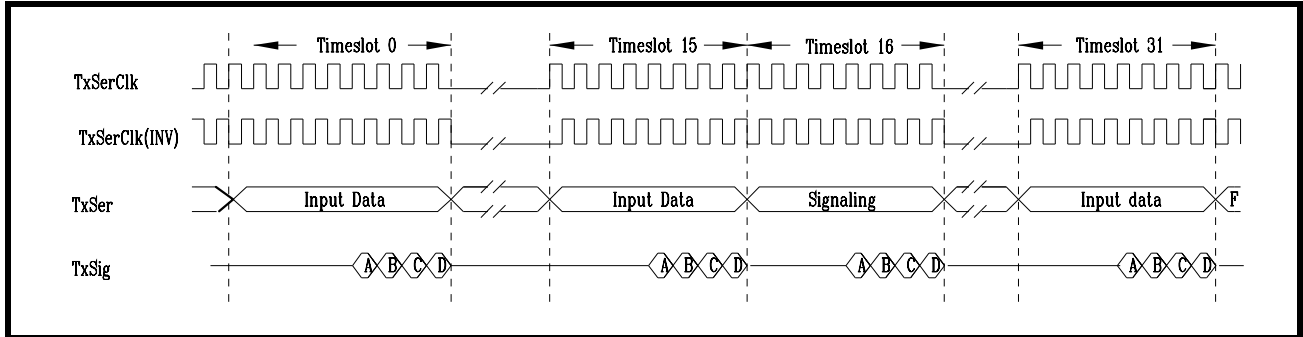 Timeslot 0 Timeslot 15 Timeslot 16 Timeslot 31
TxSerClk
TxSerClk(INV)
TxSer Input Data Input Data Signaling Input data F
TxSig A B C D A B C D A B C D A B C D